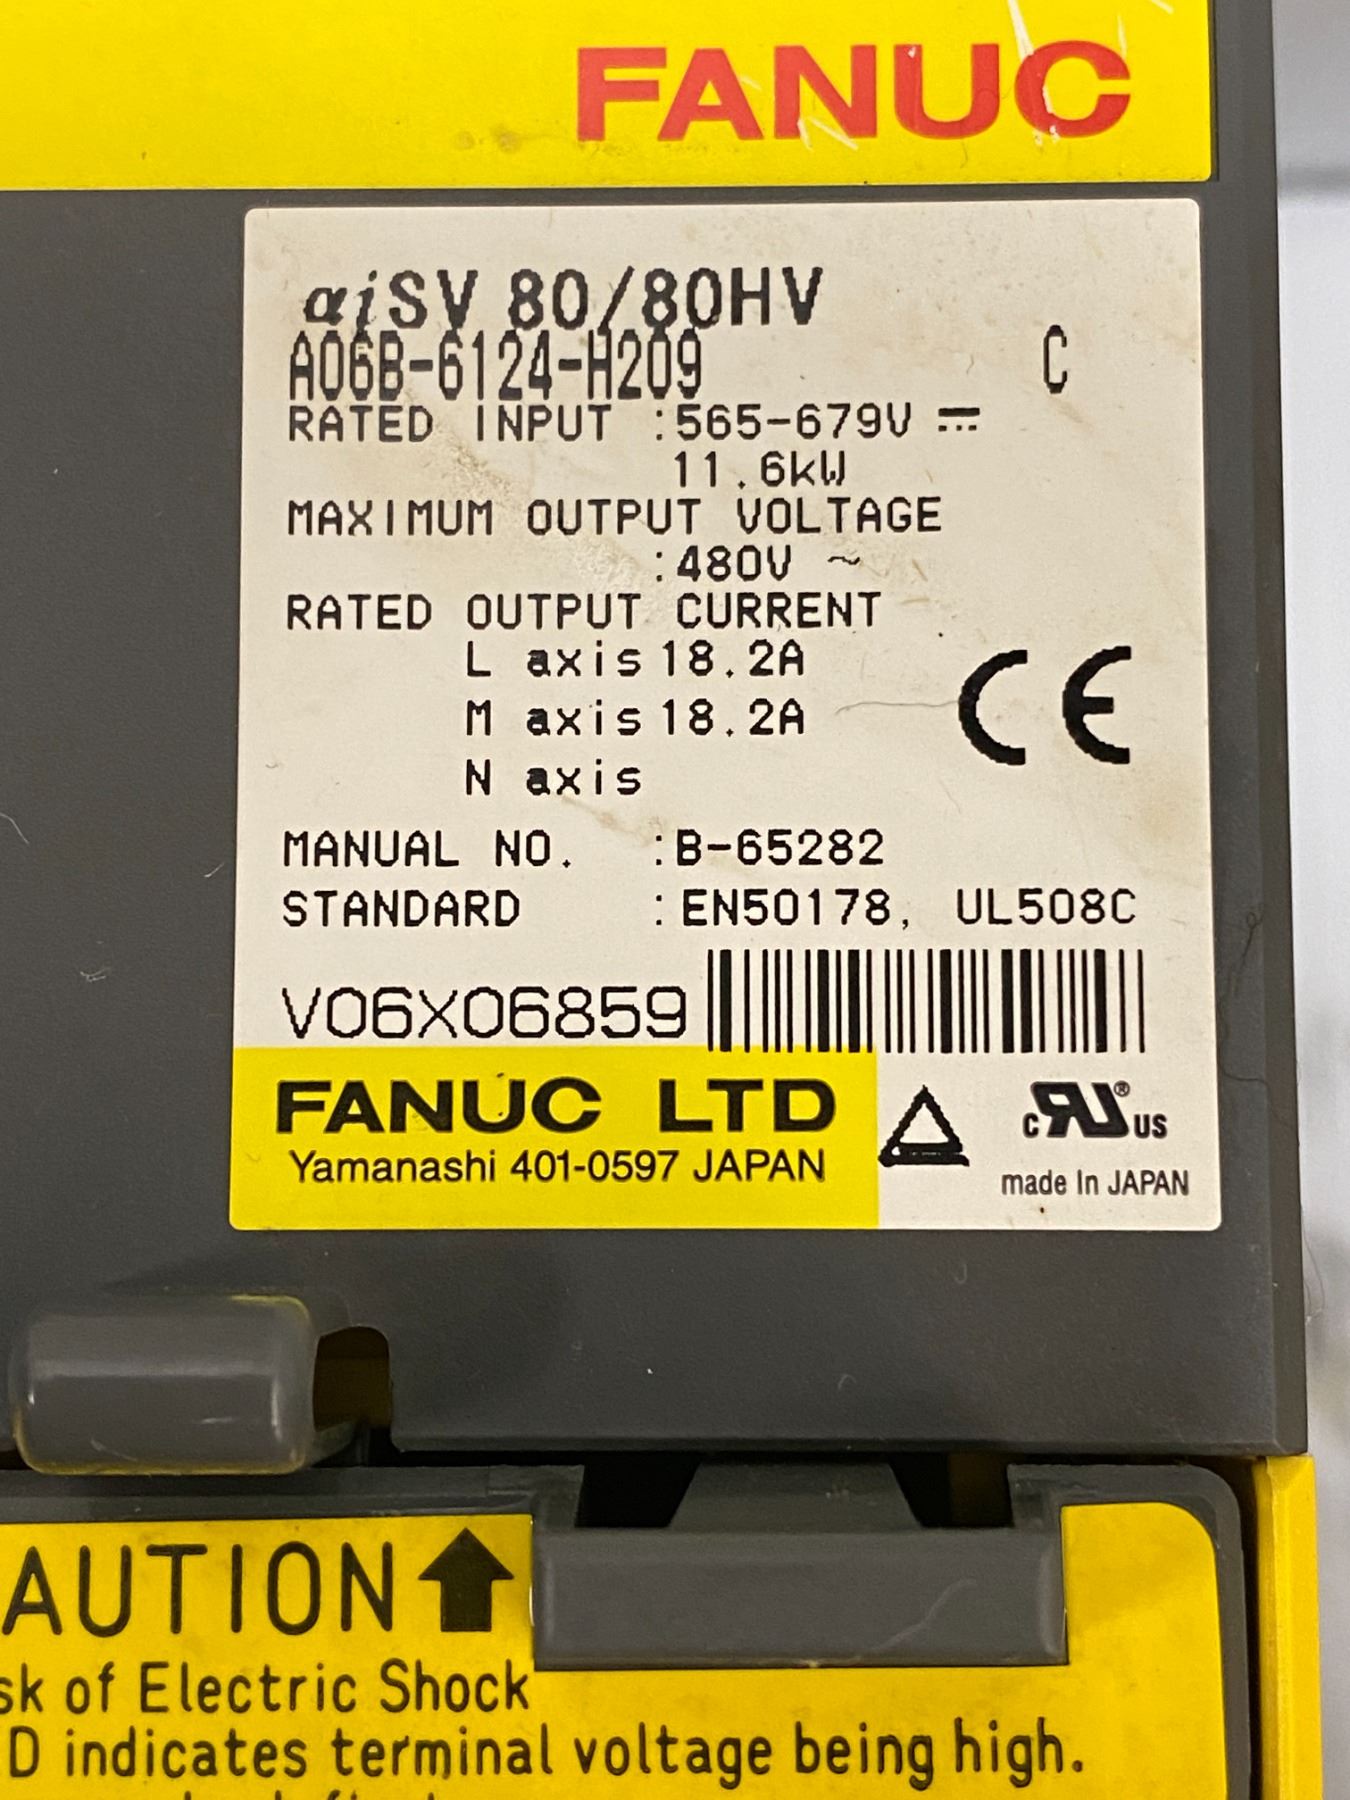 FANUC
αiSV 80/80HV
A06B-6124-H209 C
RATED INPUT :565-679V ⎓
11.6kW
MAXIMUM OUTPUT VOLTAGE
:480V ~
RATED OUTPUT CURRENT
L axis 18.2A
M axis 18.2A
N axis
CE
MANUAL NO. :B-65282
STANDARD :EN50178, UL508C
V06X06859
FANUC LTD
Yamanashi 401-0597 JAPAN
c RU ® US
made In JAPAN
AUTION
sk of Electric Shock
D indicates terminal voltage being high.